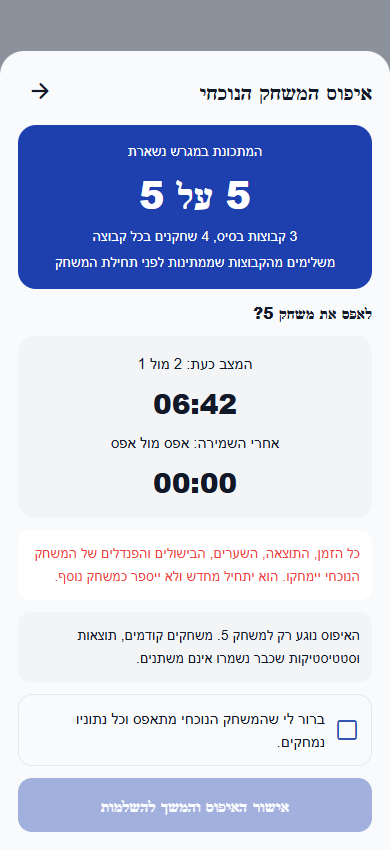 איפוס המשחק הנוכחי
המתכונת במגרש נשארת
5 על 5
3 קבוצות בסיס, 4 שחקנים בכל קבוצה
משלימים מהקבוצות שממתינות לפני תחילת המשחק
לאפס את משחק 5?
המצב כעת: 2 מול 1
06:42
אחרי השמירה: אפס מול אפס
00:00
כל הזמן, התוצאה, השערים, הבישולים והפנדלים של המשחק
הנוכחי יימחקו. הוא יתחיל מחדש ולא ייספר כמשחק נוסף.
האיפוס נוגע רק למשחק 5. משחקים קודמים, תוצאות
וסטטיסטיקות שכבר נשמרו אינם משתנים.
ברור לי שהמשחק הנוכחי מתאפס וכל נתוניו
נמחקים.
אישור האיפוס והמשך להשלמות